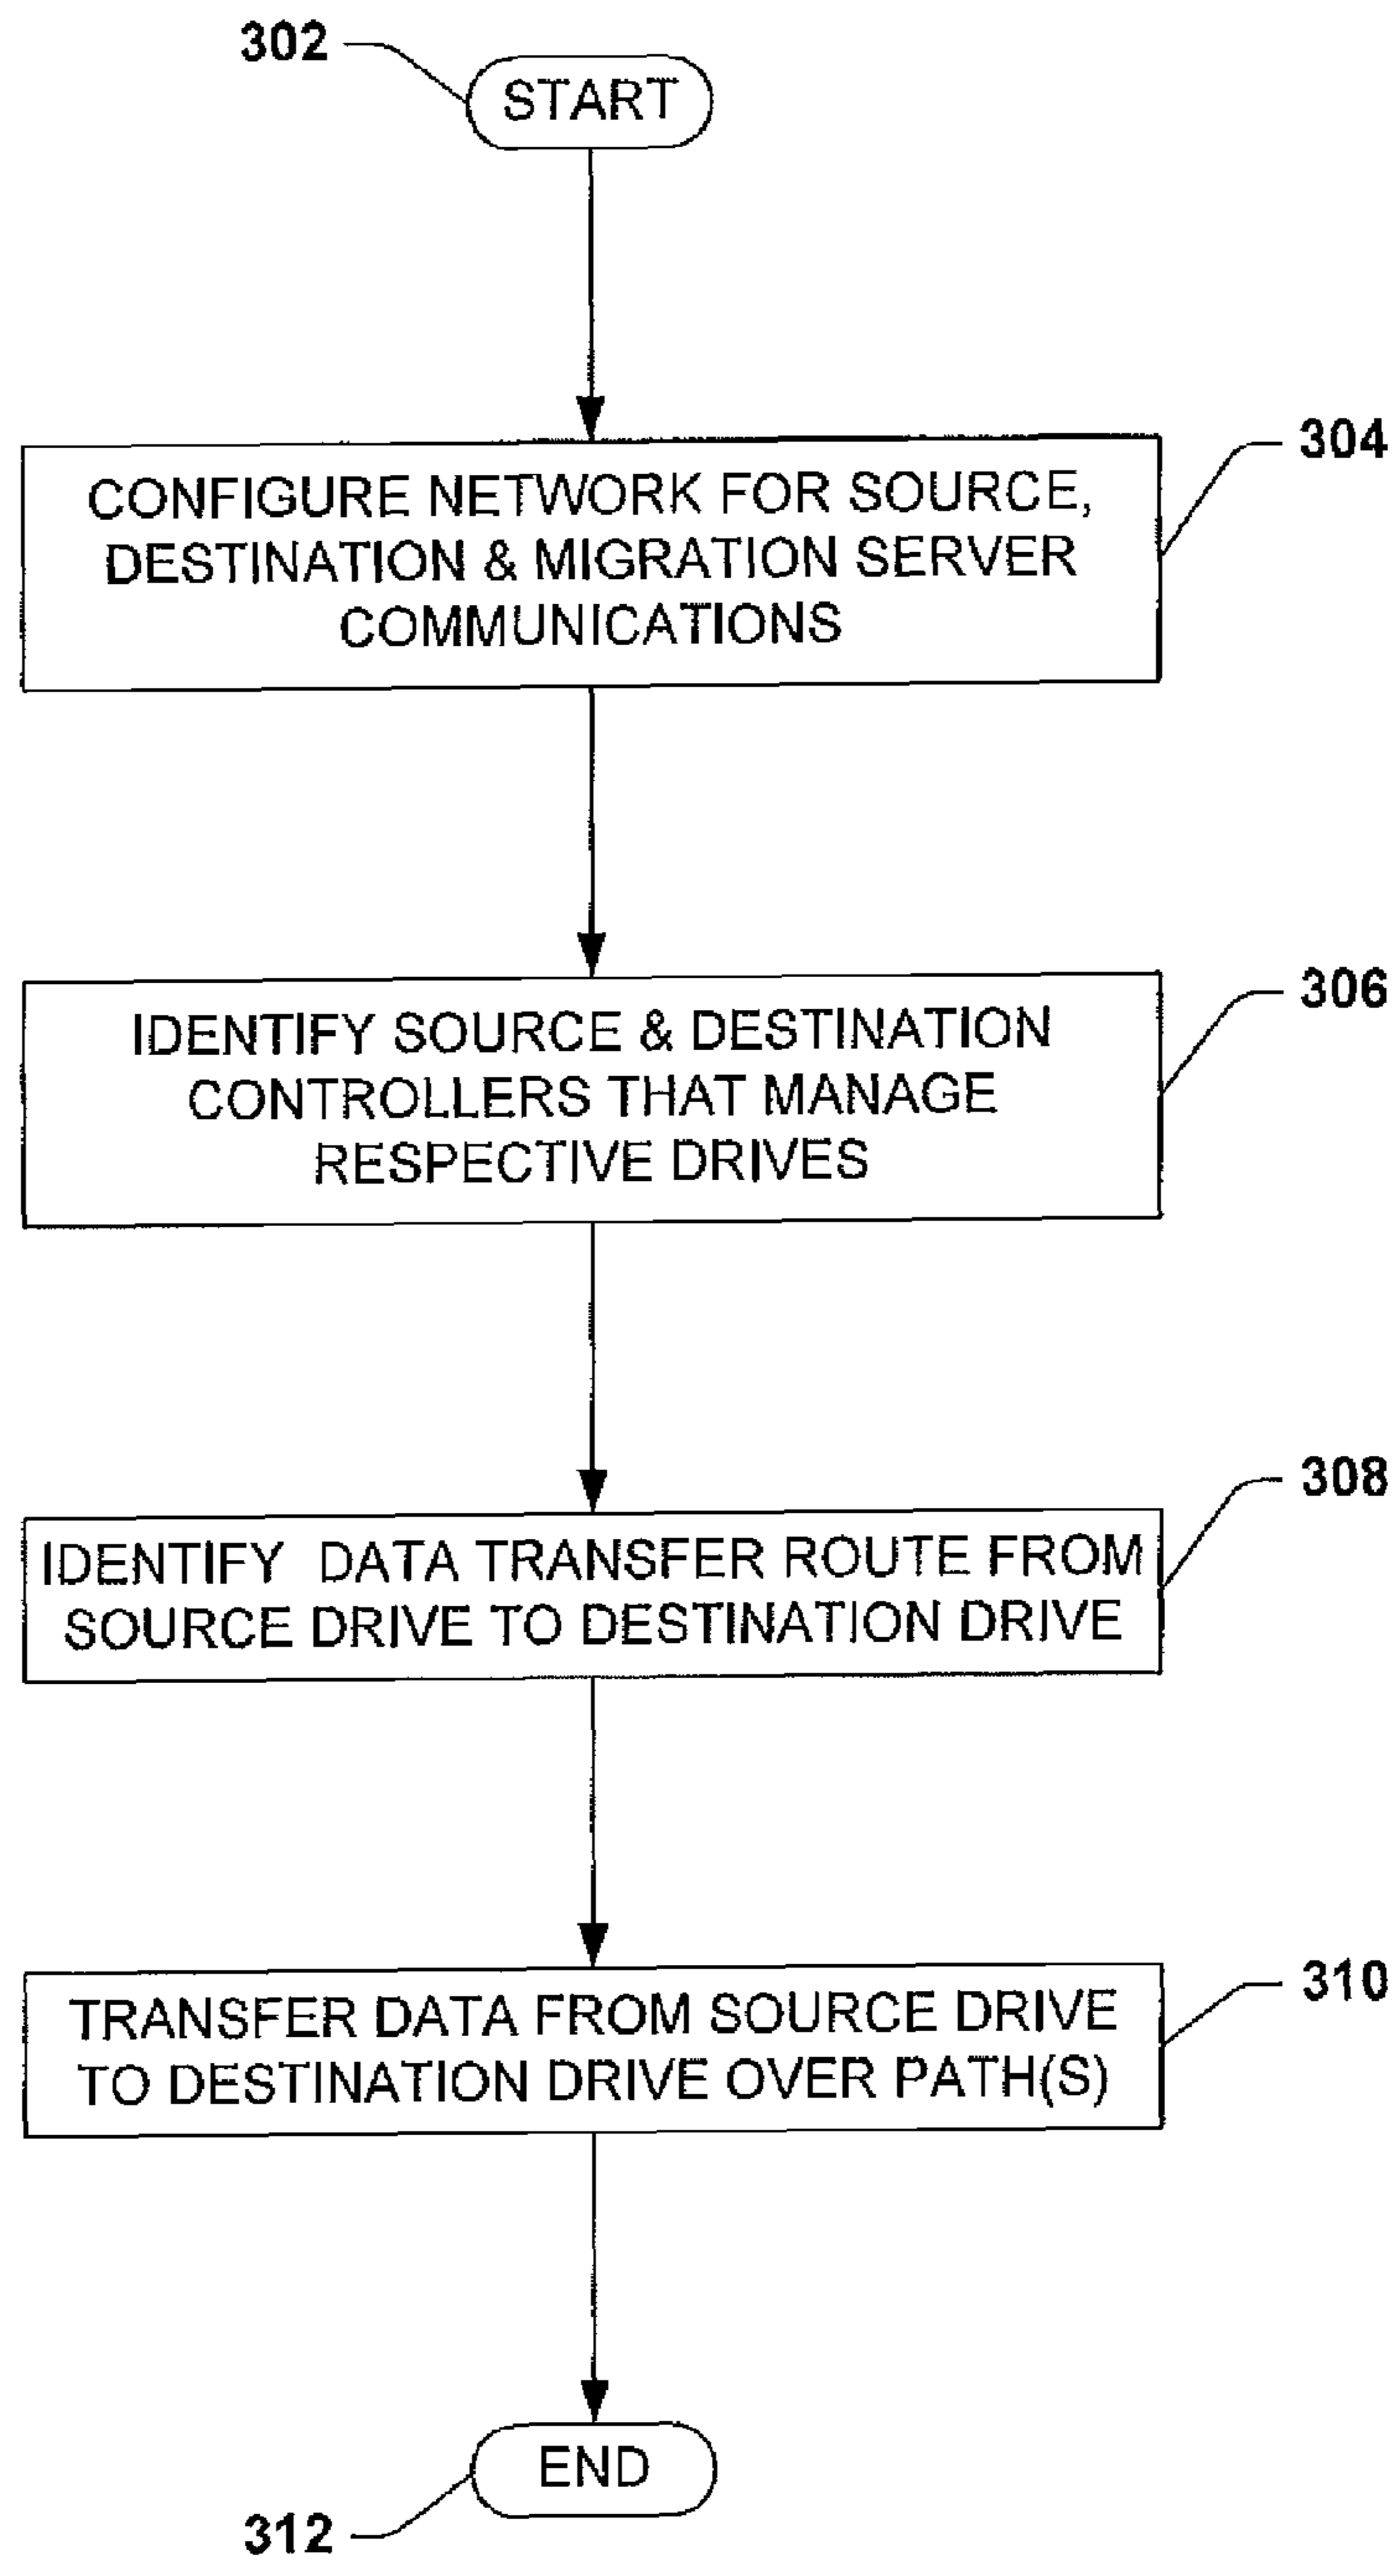 302
START
304
CONFIGURE NETWORK FOR SOURCE,
DESTINATION & MIGRATION SERVER
COMMUNICATIONS
306
IDENTIFY SOURCE & DESTINATION
CONTROLLERS THAT MANAGE
RESPECTIVE DRIVES
308
IDENTIFY DATA TRANSFER ROUTE FROM
SOURCE DRIVE TO DESTINATION DRIVE
310
TRANSFER DATA FROM SOURCE DRIVE
TO DESTINATION DRIVE OVER PATH(S)
END
312